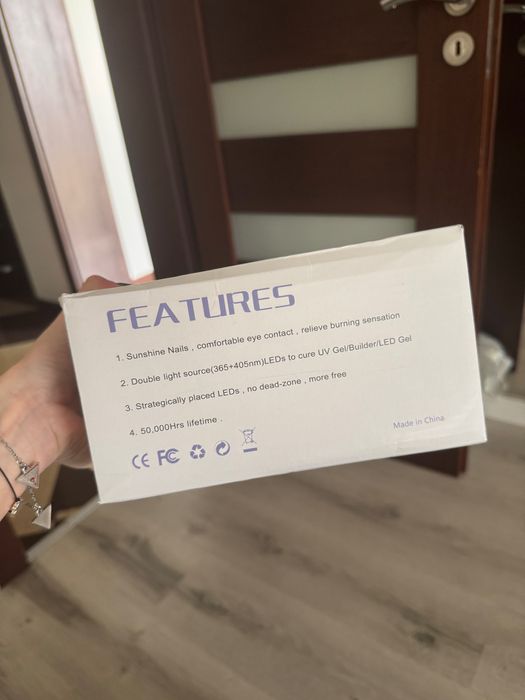 FEATURES
1. Sunshine Nails , comfortable eye contact , relieve burning sensation
2. Double light source(365+405nm)LEDs to cure UV Gel/Builder/LED Gel
3. Strategically placed LEDs , no dead-zone , more free
4. 50,000Hrs lifetime .
CE FC
Made in China